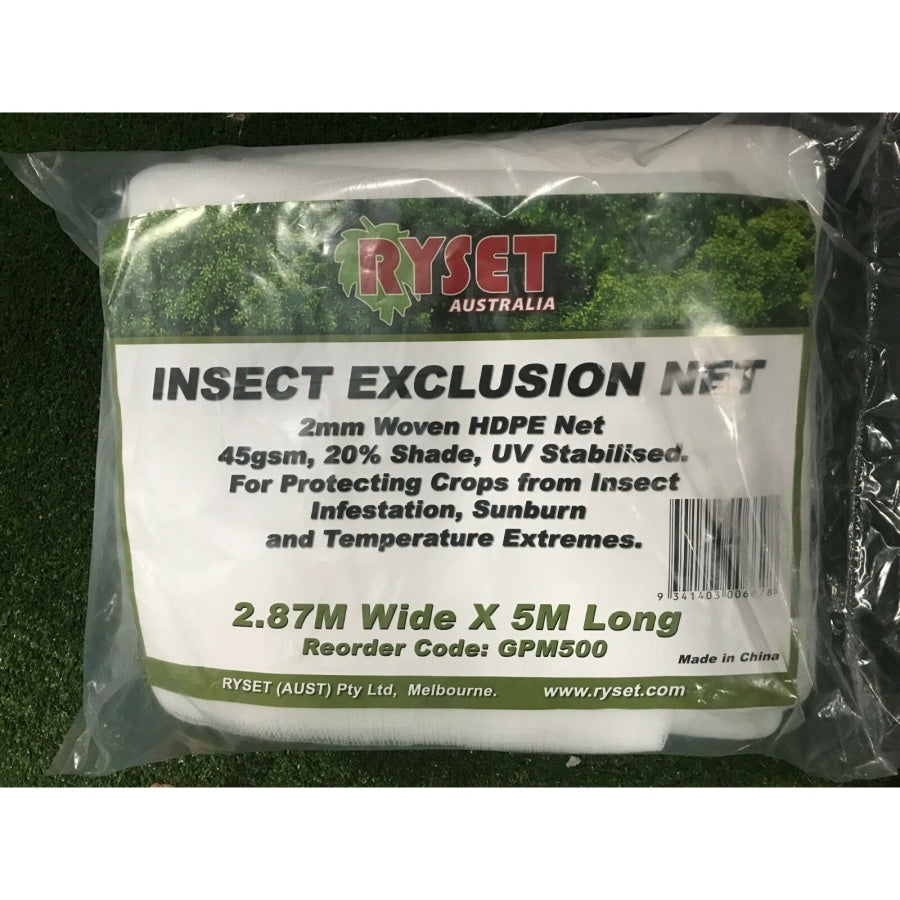 RYSET
AUSTRALIA
INSECT EXCLUSION NET
2mm Woven HDPE Net
45gsm, 20% Shade, UV Stabilised.
For Protecting Crops from Insect
Infestation, Sunburn
and Temperature Extremes.
2.87M Wide X 5M Long
Reorder Code: GPM500
Made in China
RYSET (AUST) Pty Ltd, Melbourne. www.ryset.com